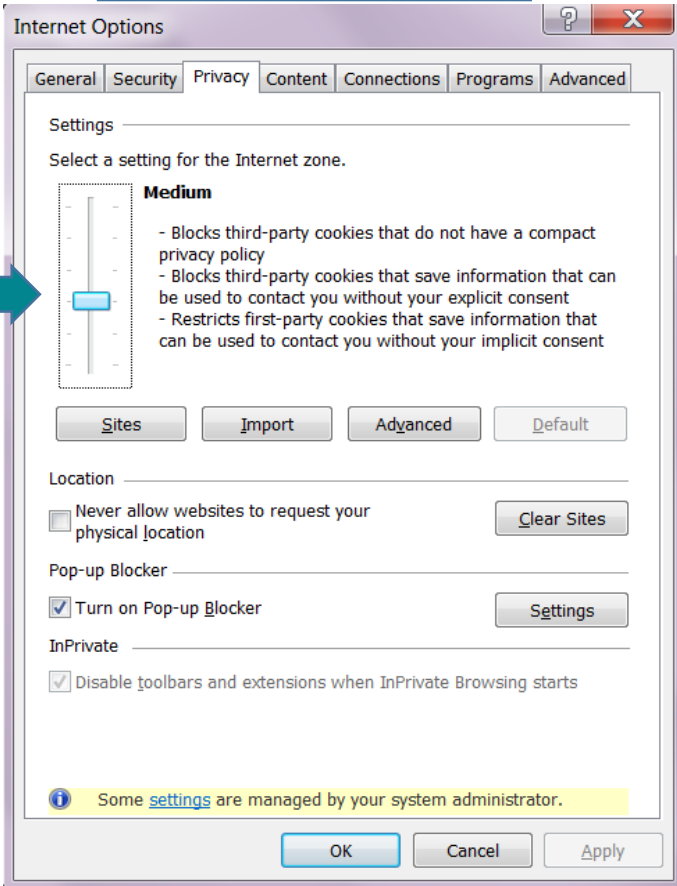 Internet Options
General Security Privacy Content Connections Programs Advanced
Settings
Select a setting for the Internet zone.
Medium
- Blocks third-party cookies that do not have a compact
privacy policy
- Blocks third-party cookies that save information that can
be used to contact you without your explicit consent
- Restricts first-party cookies that save information that
can be used to contact you without your implicit consent
Sites Import Advanced Default
Location
Never allow websites to request your
physical location
Clear Sites
Pop-up Blocker
Turn on Pop-up Blocker
Settings
InPrivate
Disable toolbars and extensions when InPrivate Browsing starts
Some settings are managed by your system administrator.
OK Cancel Apply